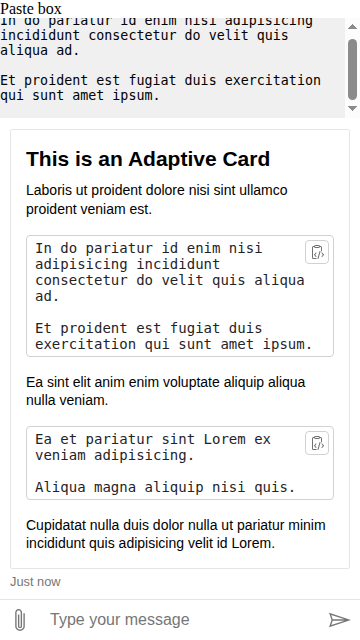 Paste box
In do pariatur id enim nisi adipisicing
incididunt consectetur do velit quis
aliqua ad.
Et proident est fugiat duis exercitation
qui sunt amet ipsum.
This is an Adaptive Card
Laboris ut proident dolore nisi sint ullamco
proident veniam est.
In do pariatur id enim nisi
adipisicing incididunt
consectetur do velit quis aliqua
ad.
Et proident est fugiat duis
exercitation qui sunt amet ipsum.
Ea sint elit anim enim voluptate aliquip aliqua
nulla veniam.
Ea et pariatur sint Lorem ex
veniam adipisicing.
Aliqua magna aliquip nisi quis.
Cupidatat nulla duis dolor nulla ut pariatur minim
incididunt quis adipisicing velit id Lorem.
Just now
Type your message